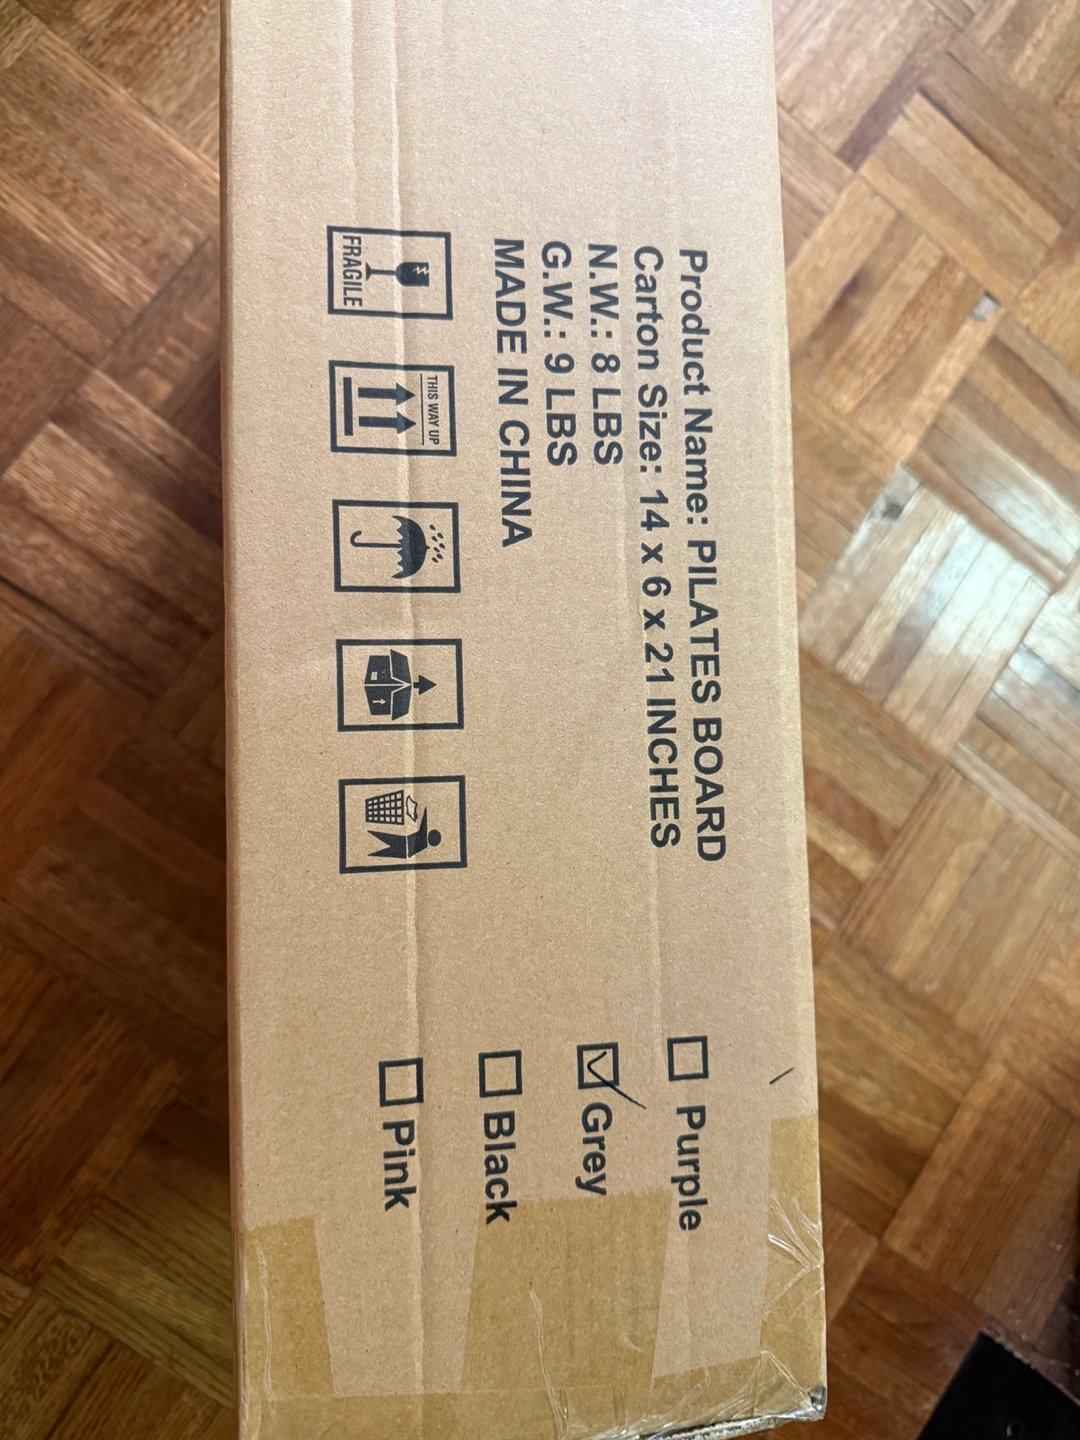 Product Name: PILATES BOARD
Carton Size: 14 x 6 x 21 INCHES
N.W.: 8 LBS
G.W.: 9 LBS
MADE IN CHINA
FRAGILE
THIS WAY UP
Purple
Grey
Black
Pink